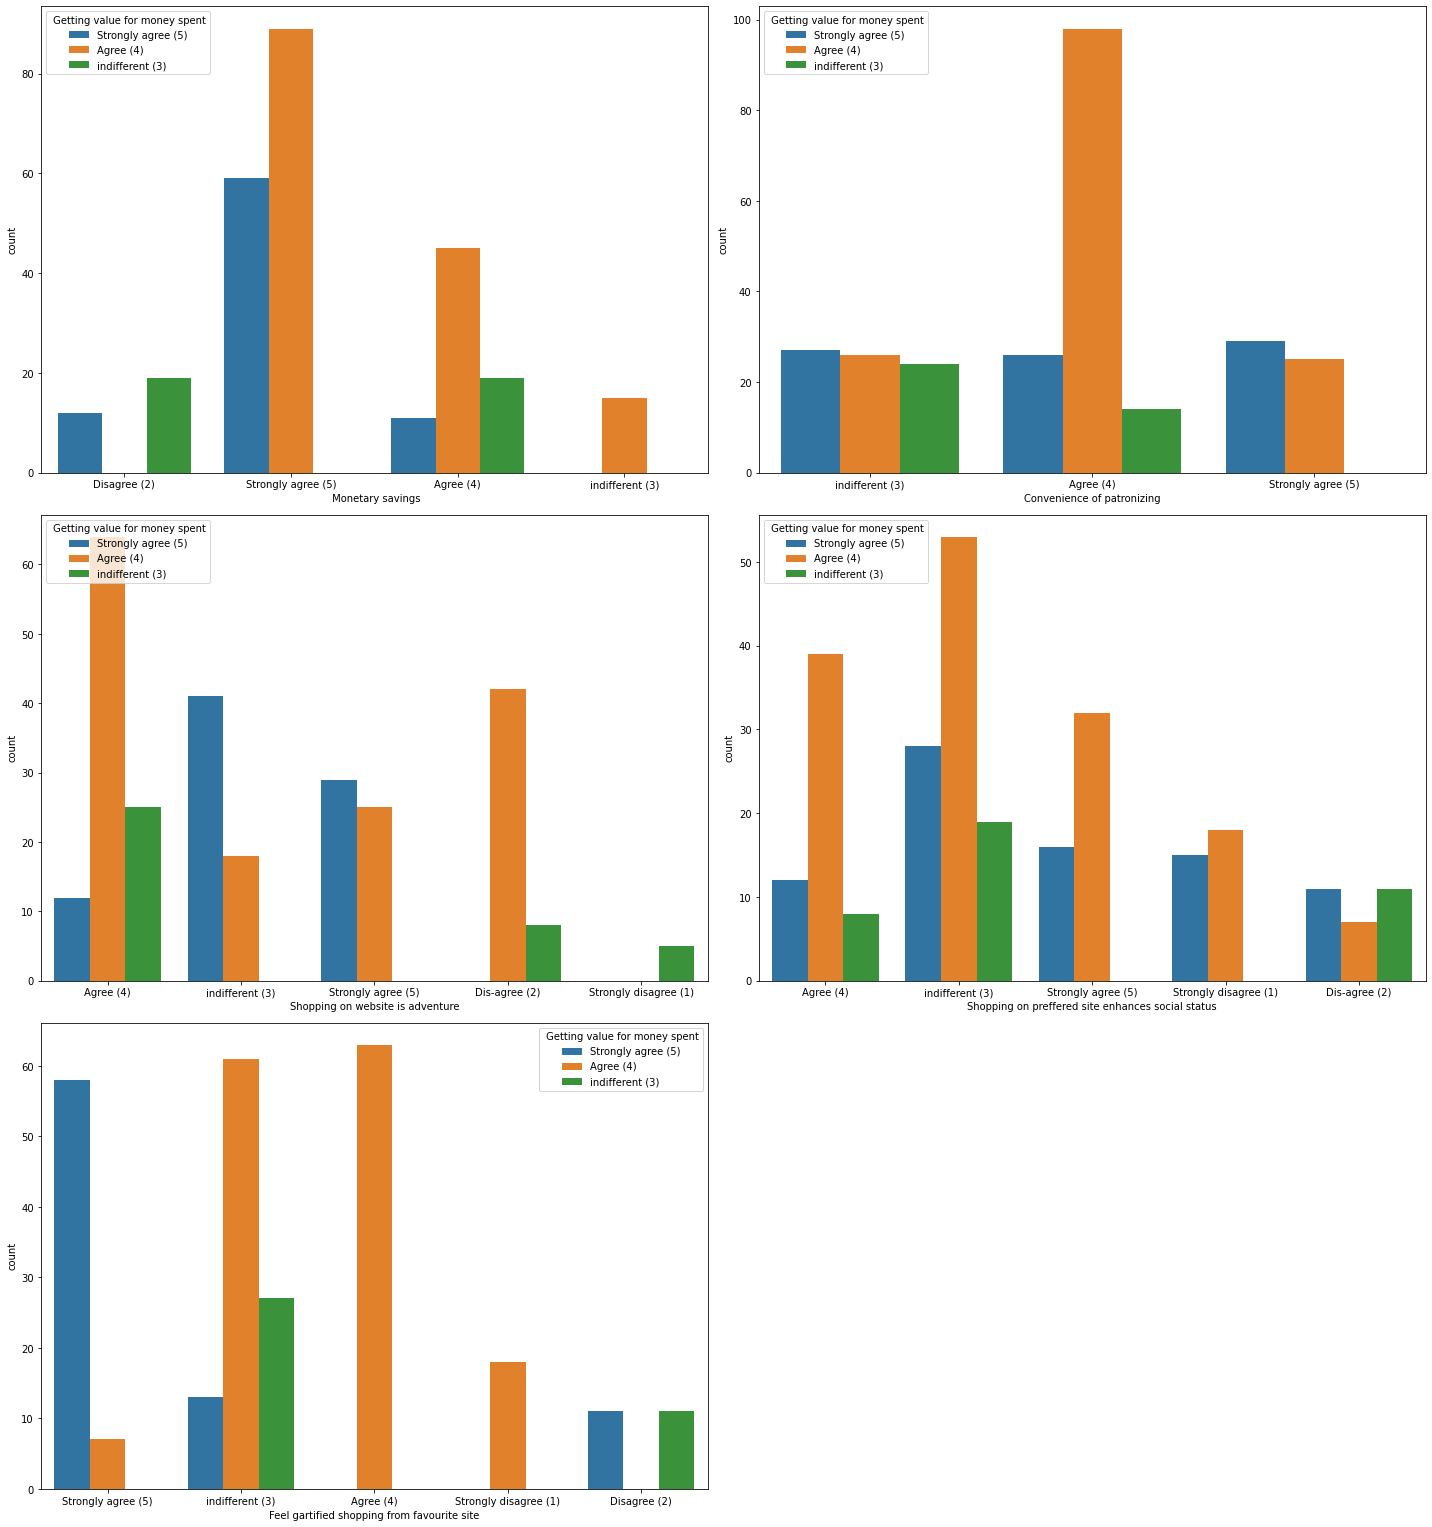 Getting value for money spent
Strongly agree (5)
Agree (4)
indifferent (3)
80
60
40
20
0
count
Disagree (2) Strongly agree (5) Agree (4) indifferent (3)
Monetary savings
Getting value for money spent
Strongly agree (5)
Agree (4)
indifferent (3)
100
80
60
40
20
0
count
indifferent (3) Agree (4) Strongly agree (5)
Convenience of patronizing
Getting value for money spent
Strongly agree (5)
Agree (4)
indifferent (3)
60
50
40
30
20
10
0
count
Agree (4) indifferent (3) Strongly agree (5) Dis-agree (2) Strongly disagree (1)
Shopping on website is adventure
Getting value for money spent
Strongly agree (5)
Agree (4)
indifferent (3)
50
40
30
20
10
0
count
Agree (4) indifferent (3) Strongly agree (5) Strongly disagree (1) Dis-agree (2)
Shopping on preffered site enhances social status
Getting value for money spent
Strongly agree (5)
Agree (4)
indifferent (3)
60
50
40
30
20
10
0
count
Strongly agree (5) indifferent (3) Agree (4) Strongly disagree (1) Disagree (2)
Feel gartified shopping from favourite site